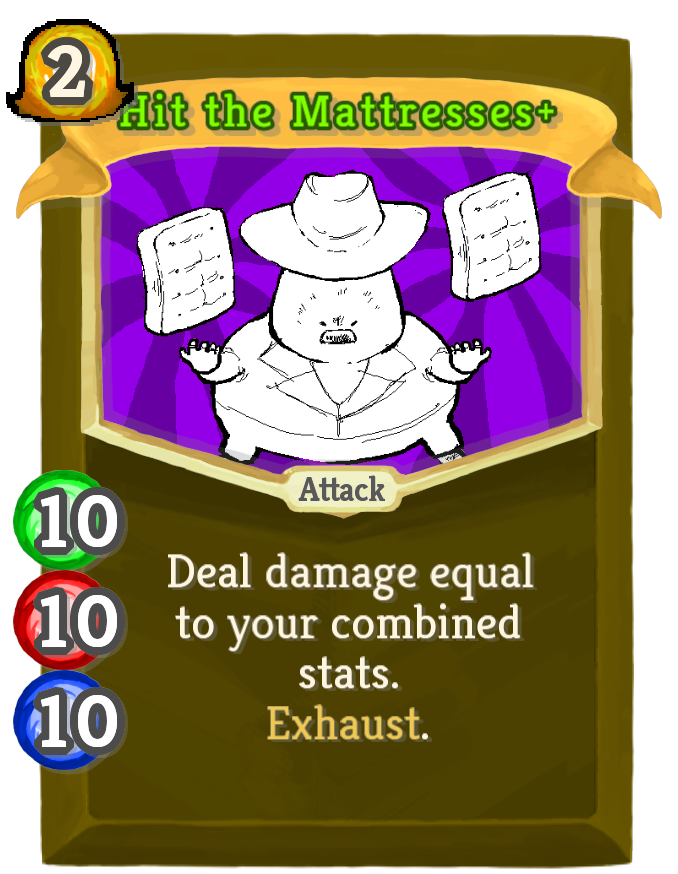 2
Hit the Mattresses+
Attack
10
10
10
Deal damage equal
to your combined
stats.
Exhaust.